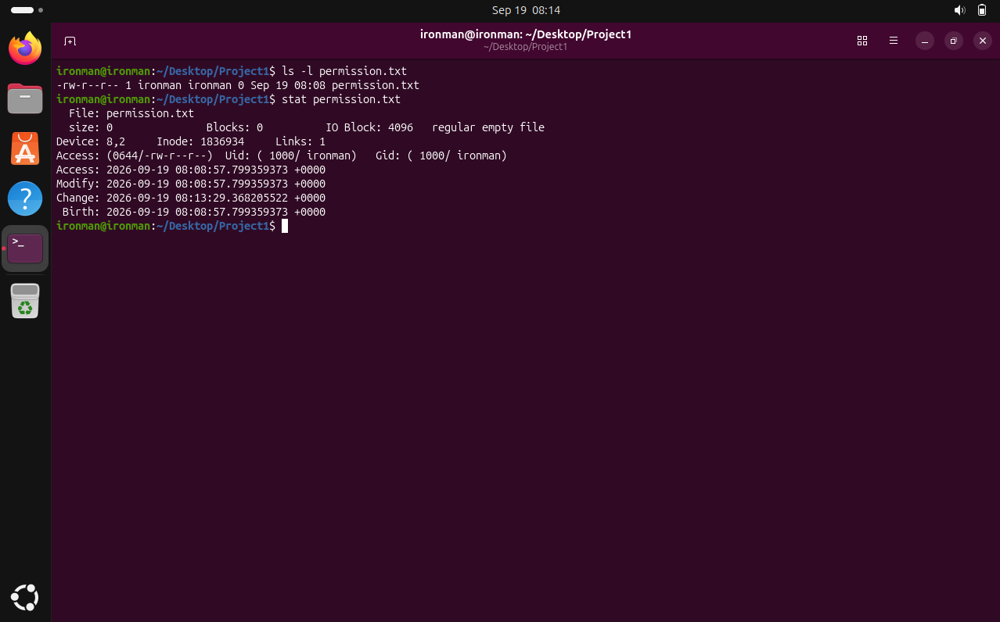 Sep 19 08:14
ironman@ironman: ~/Desktop/Project1
~/Desktop/Project1
ironman@ironman:~/Desktop/Project1$ ls -l permission.txt
-rw-r--r-- 1 ironman ironman 0 Sep 19 08:08 permission.txt
ironman@ironman:~/Desktop/Project1$ stat permission.txt
  File: permission.txt
  size: 0               Blocks: 0          IO Block: 4096   regular empty file
Device: 8,2     Inode: 1836934     Links: 1
Access: (0644/-rw-r--r--)  Uid: ( 1000/ ironman)   Gid: ( 1000/ ironman)
Access: 2026-09-19 08:08:57.799359373 +0000
Modify: 2026-09-19 08:08:57.799359373 +0000
Change: 2026-09-19 08:13:29.368205522 +0000
 Birth: 2026-09-19 08:08:57.799359373 +0000
ironman@ironman:~/Desktop/Project1$